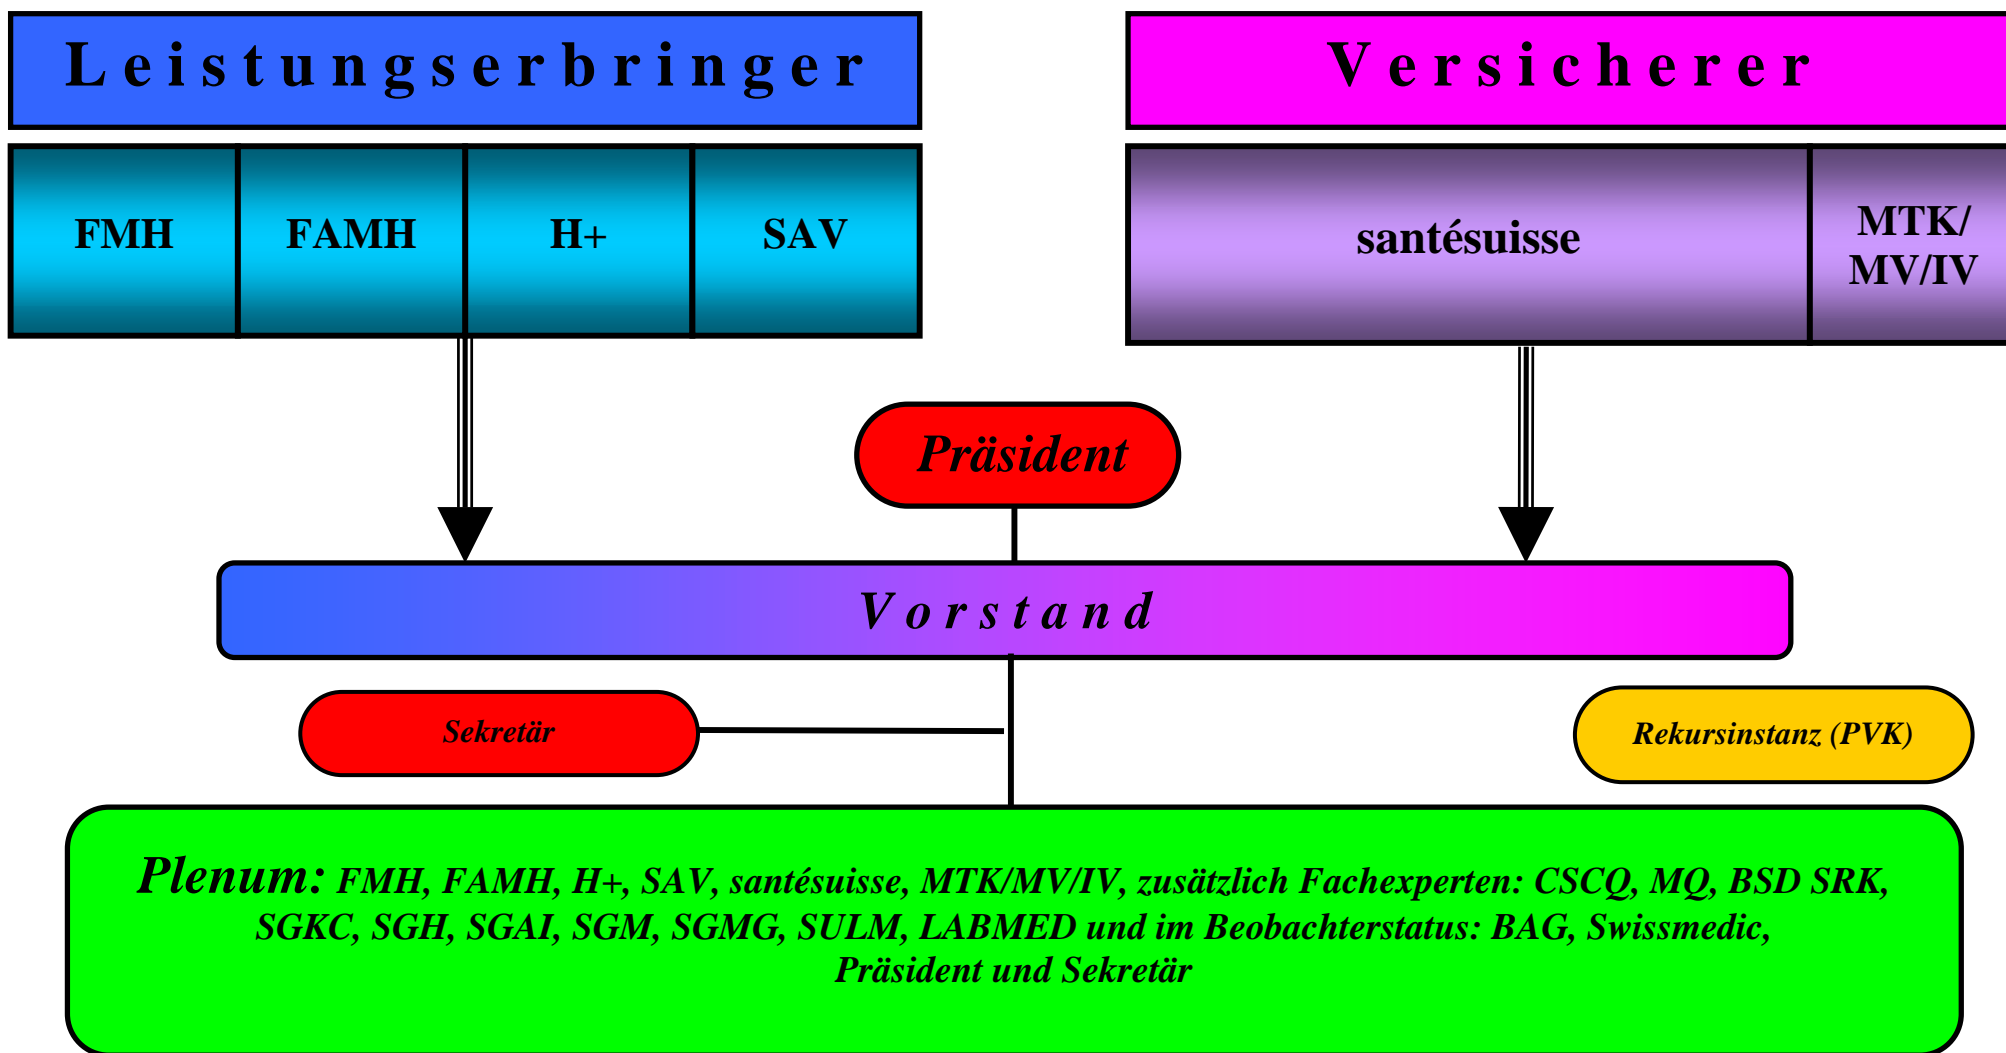 Leistungserbringer
Versicherer
FMH
FAMH
H+
SAV
santésuisse
MTK/
MV/IV
Präsident
Vorstand
Sekretär
Rekursinstanz (PVK)
Plenum: FMH, FAMH, H+, SAV, santésuisse, MTK/MV/IV, zusätzlich Fachexperten: CSCQ, MQ, BSD SRK,
SGKC, SGH, SGAI, SGM, SGMG, SULM, LABMED und im Beobachterstatus: BAG, Swissmedic,
Präsident und Sekretär